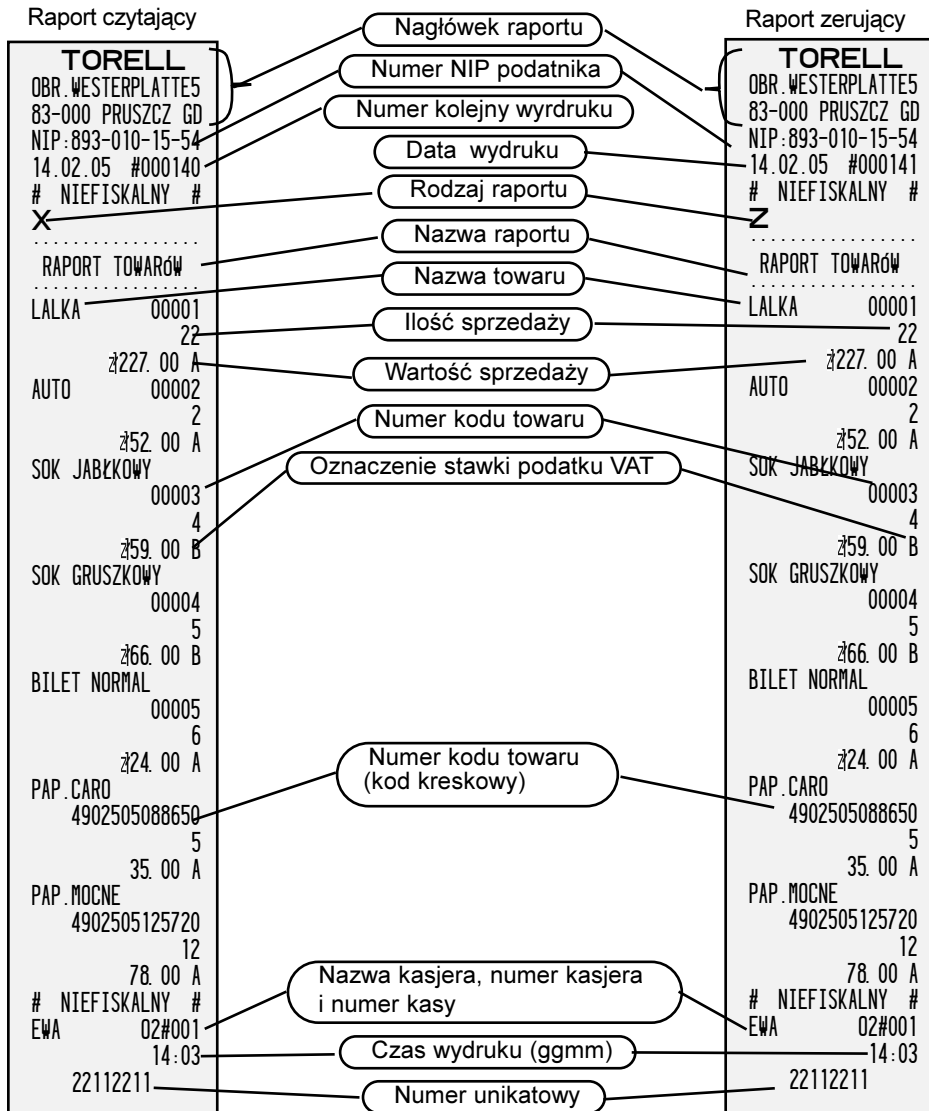 Raport czytający
TORELL
OBR.WESTERPLATTE5
83-000 PRUSZCZ GD
NIP:893-010-15-54
14.02.05 #000140
# NIEFISKALNY #
X
................
RAPORT TOWARÓW
................
LALKA 00001
22
zł227.00 A
AUTO 00002
2
zł52.00 A
SOK JABŁKOWY
00003
4
zł59.00 B
SOK GRUSZKOWY
00004
5
zł66.00 B
BILET NORMAL
00005
6
zł24.00 A
PAP.CARO
4902505088650
5
35.00 A
PAP.MOCNE
4902505125720
12
78.00 A
# NIEFISKALNY #
EWA 02#001
14:03
22112211
Nagłówek raportu
Numer NIP podatnika
Numer kolejny wyrdruku
Data wydruku
Rodzaj raportu
Nazwa raportu
Nazwa towaru
Ilość sprzedaży
Wartość sprzedaży
Numer kodu towaru
Oznaczenie stawki podatku VAT
Numer kodu towaru
(kod kreskowy)
Nazwa kasjera, numer kasjera
i numer kasy
Czas wydruku (ggmm)
Numer unikatowy
Raport zerujący
TORELL
OBR.WESTERPLATTE5
83-000 PRUSZCZ GD
NIP:893-010-15-54
14.02.05 #000141
# NIEFISKALNY #
Z
................
RAPORT TOWARÓW
................
LALKA 00001
22
zł227.00 A
AUTO 00002
2
zł52.00 A
SOK JABŁKOWY
00003
4
zł59.00 B
SOK GRUSZKOWY
00004
5
zł66.00 B
BILET NORMAL
00005
6
zł24.00 A
PAP.CARO
4902505088650
5
35.00 A
PAP.MOCNE
4902505125720
12
78.00 A
# NIEFISKALNY #
EWA 02#001
14:03
22112211